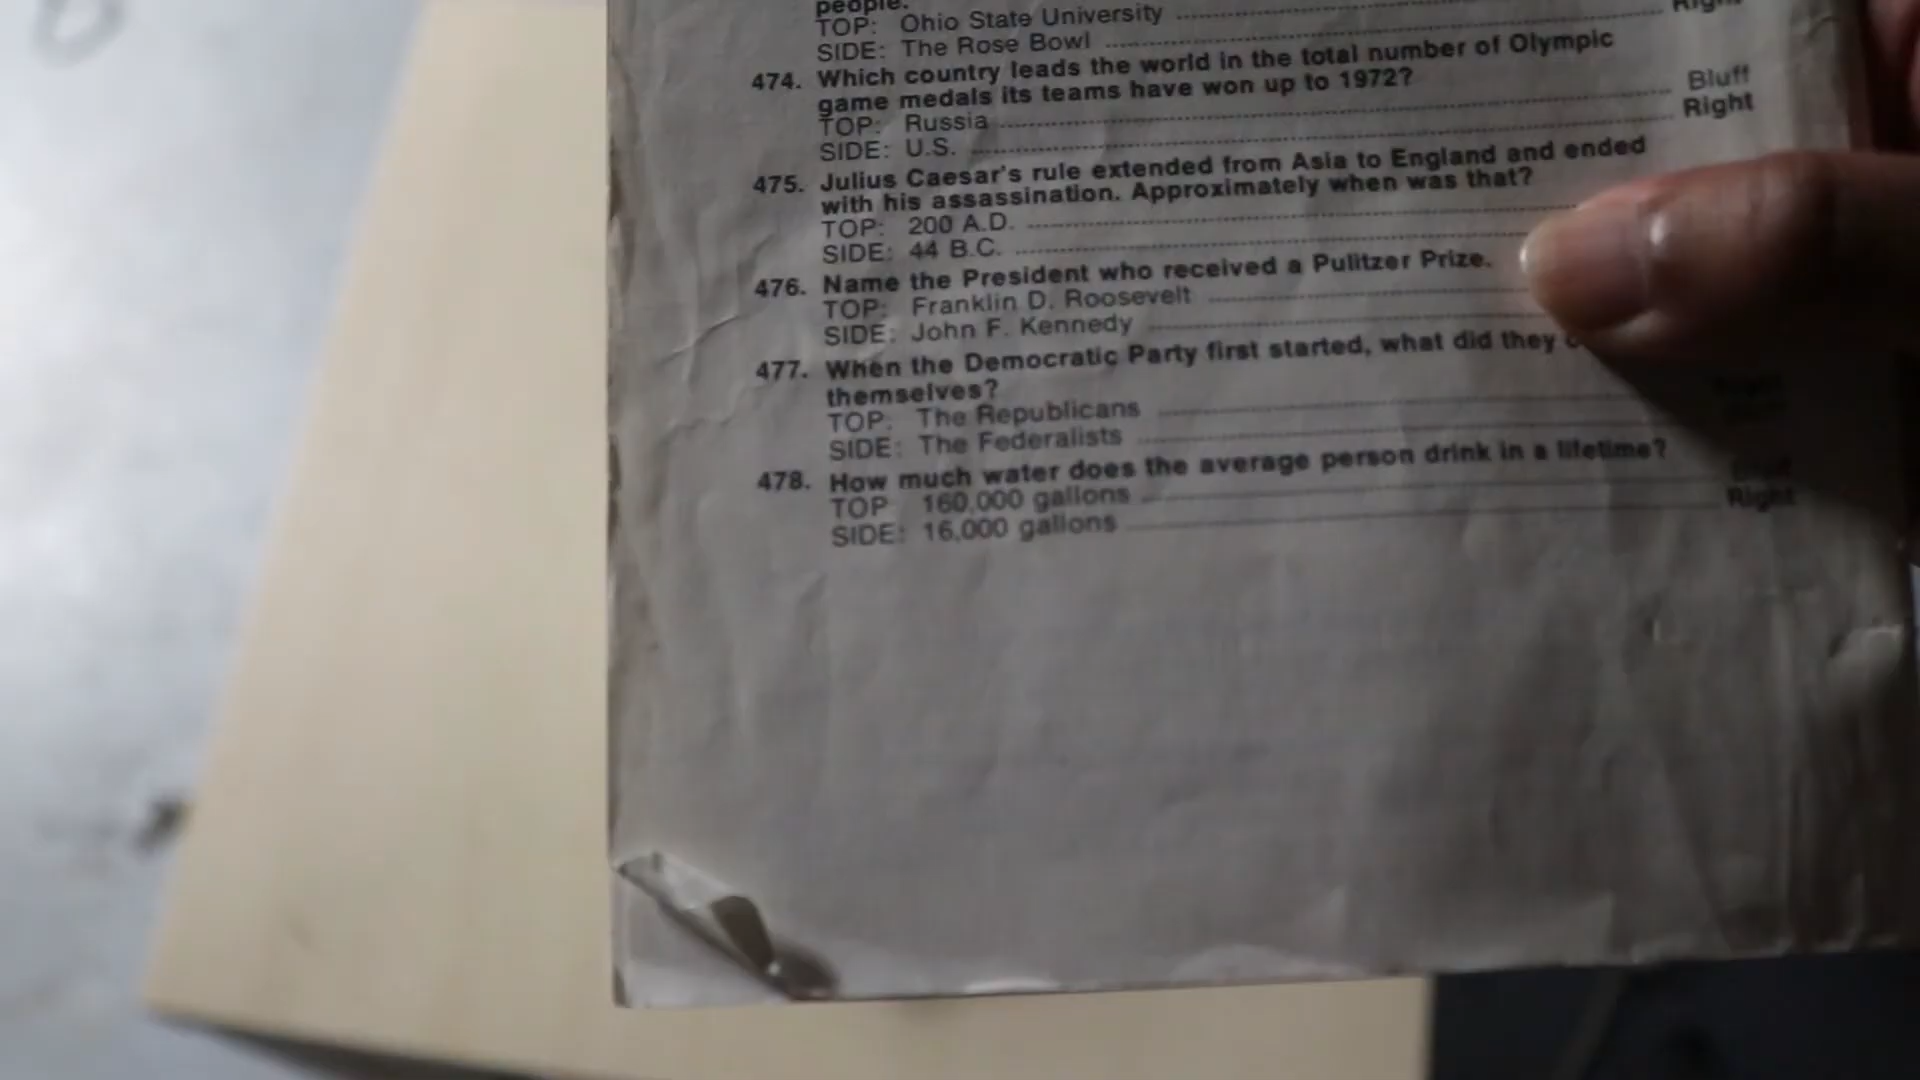 people.
TOP: Ohio State University
SIDE: The Rose Bowl Right
474. Which country leads the world in the total number of Olympic
game medals its teams have won up to 1972?
TOP: Russia Bluff
SIDE: U.S. Right
475. Julius Caesar's rule extended from Asia to England and ended
with his assassination. Approximately when was that?
TOP: 200 A.D.
SIDE: 44 B.C.
476. Name the President who received a Pulitzer Prize.
TOP: Franklin D. Roosevelt
SIDE: John F. Kennedy
477. When the Democratic Party first started, what did they
themselves?
TOP: The Republicans
SIDE: The Federalists
478. How much water does the average person drink in a lifetime?
TOP 160,000 gallons
SIDE: 16,000 gallons Right